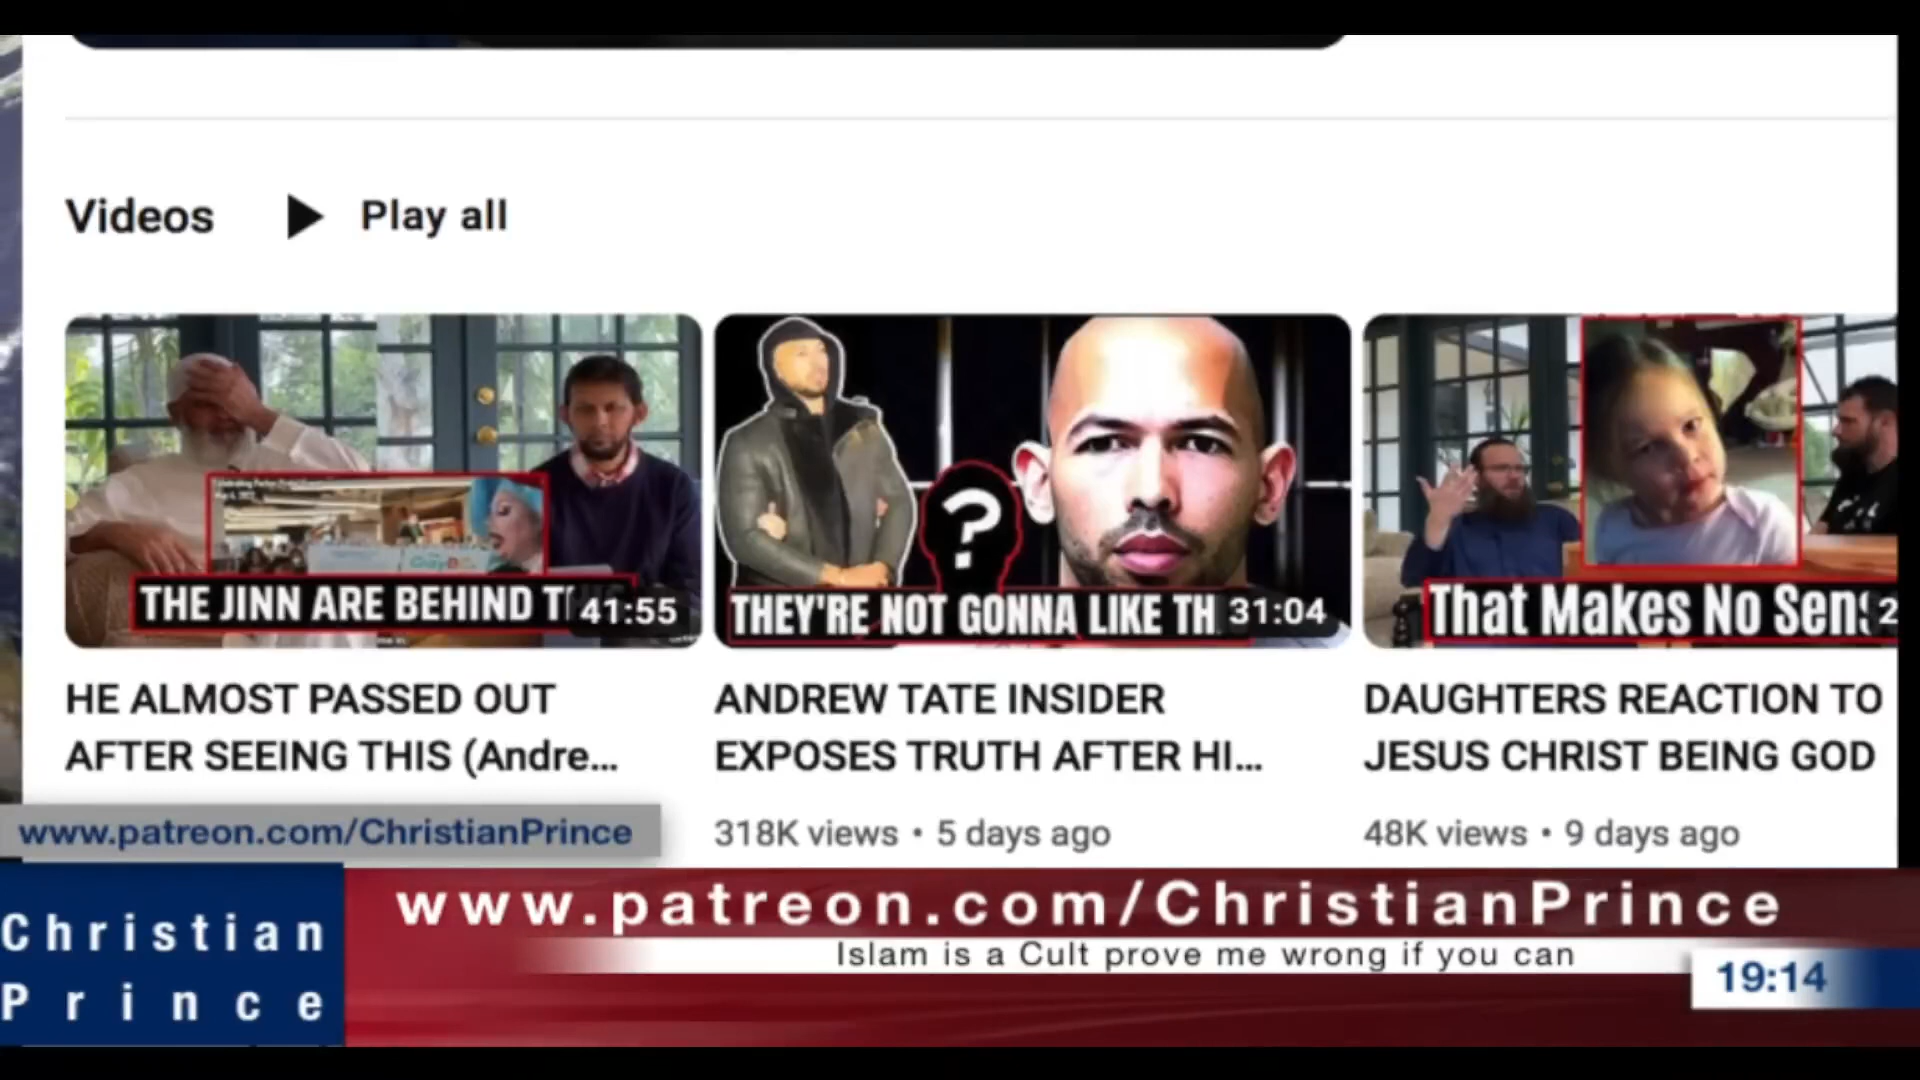 Videos
Play all
THE JINN ARE BEHIND
41:55
THEY'RE NOT GONNA LIKE
31:04
?
That Makes No
2
HE ALMOST PASSED OUT
AFTER SEEING THIS (Andre...
ANDREW TATE INSIDER
EXPOSES TRUTH AFTER HI...
318K views • 5 days ago
DAUGHTERS REACTION TO
JESUS CHRIST BEING GOD
48K views • 9 days ago
www.patreon.com/ChristianPrince
Christian
Prince
www.patreon.com/ChristianPrince
Islam is a Cult prove me wrong if you can
19:14